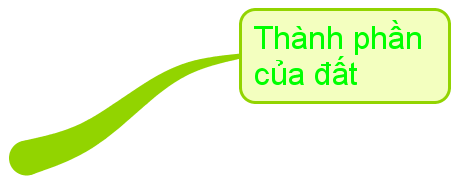 Thành phần
của đất